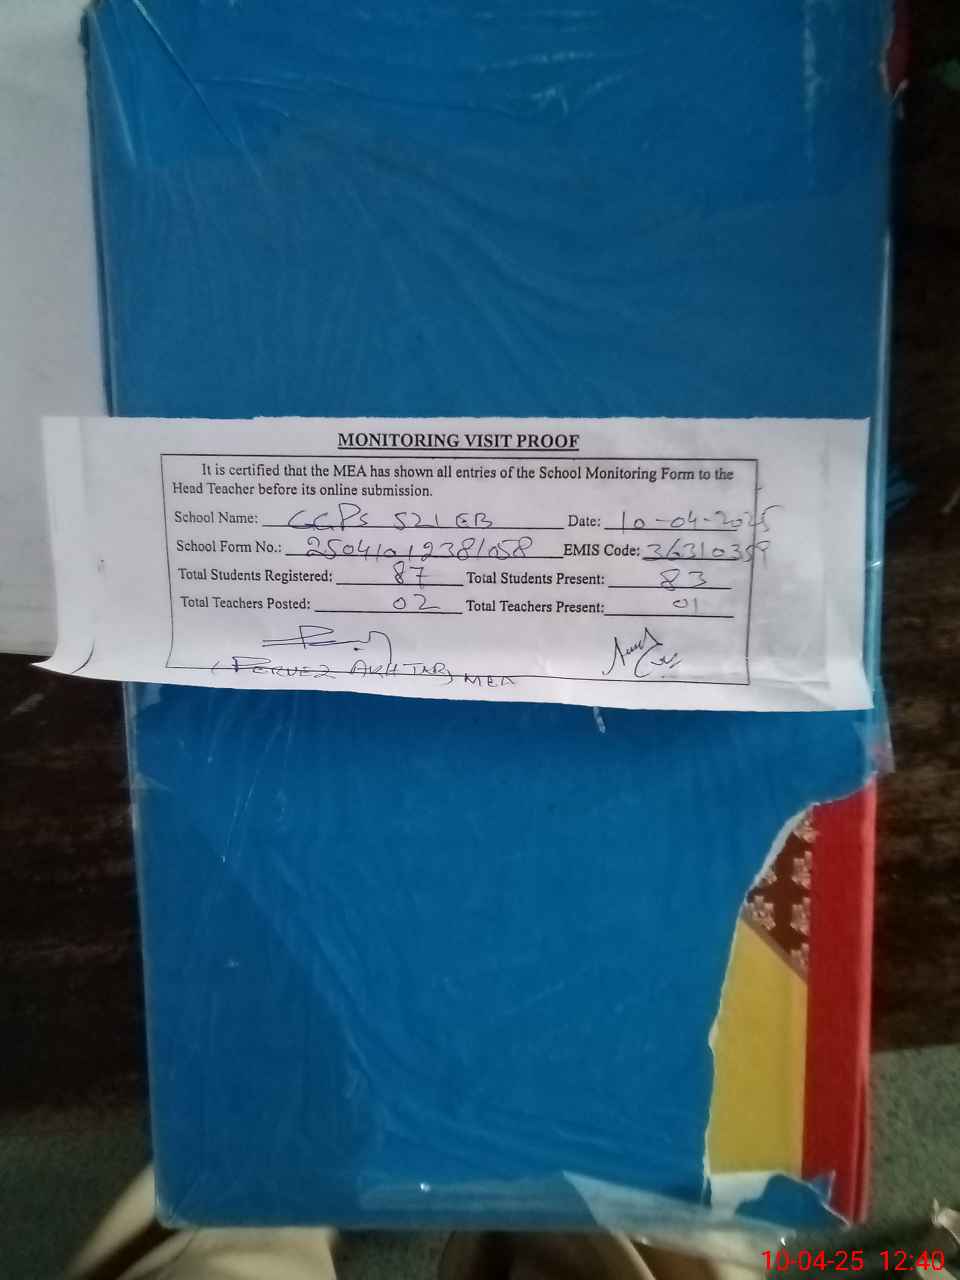 MONITORING VISIT PROOF
It is certified that the MEA has shown all entries of the School Monitoring Form to the
Head Teacher before its online submission.
School Name: GGPS 521 EB Date: 10-04-2025
School Form No.: 2504101238/058 EMIS Code: 36310359
Total Students Registered: 87 Total Students Present: 83
Total Teachers Posted: 02 Total Teachers Present: 01
(PERVEZ AKHTAR) MEA
10-04-25 12:40